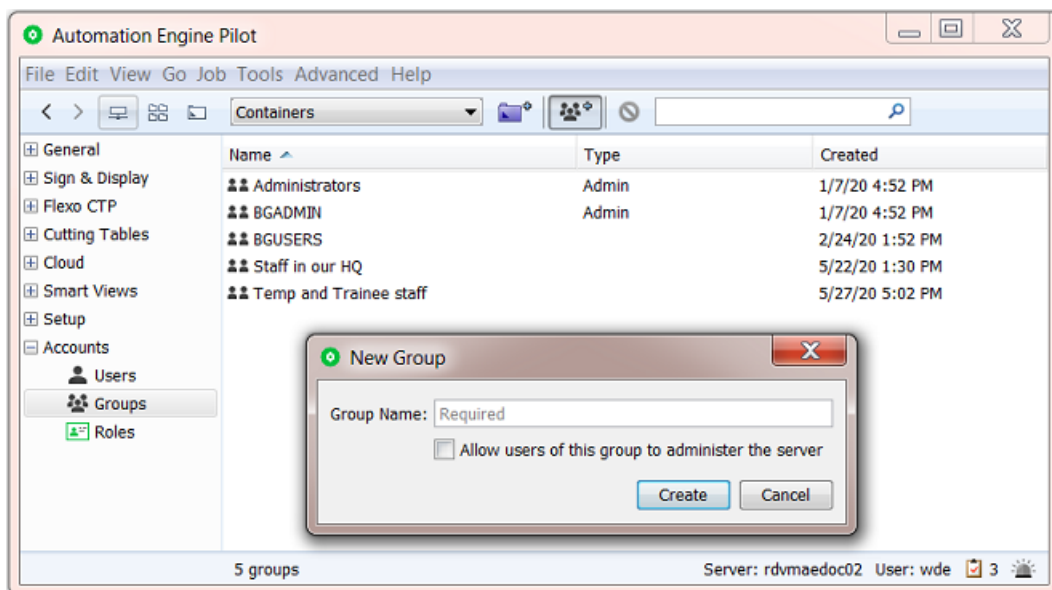 Automation Engine Pilot
File Edit View Go Job Tools Advanced Help
Containers
General
Sign & Display
Flexo CTP
Cutting Tables
Cloud
Smart Views
Setup
Accounts
Users
Groups
Roles
Name Type Created
Administrators Admin 1/7/20 4:52 PM
BGADMIN Admin 1/7/20 4:52 PM
BGUSERS 2/24/20 1:52 PM
Staff in our HQ 5/22/20 1:30 PM
Temp and Trainee staff 5/27/20 5:02 PM
New Group
Group Name: Required
Allow users of this group to administer the server
Create Cancel
5 groups Server: rdvmaedoc02 User: wde 3